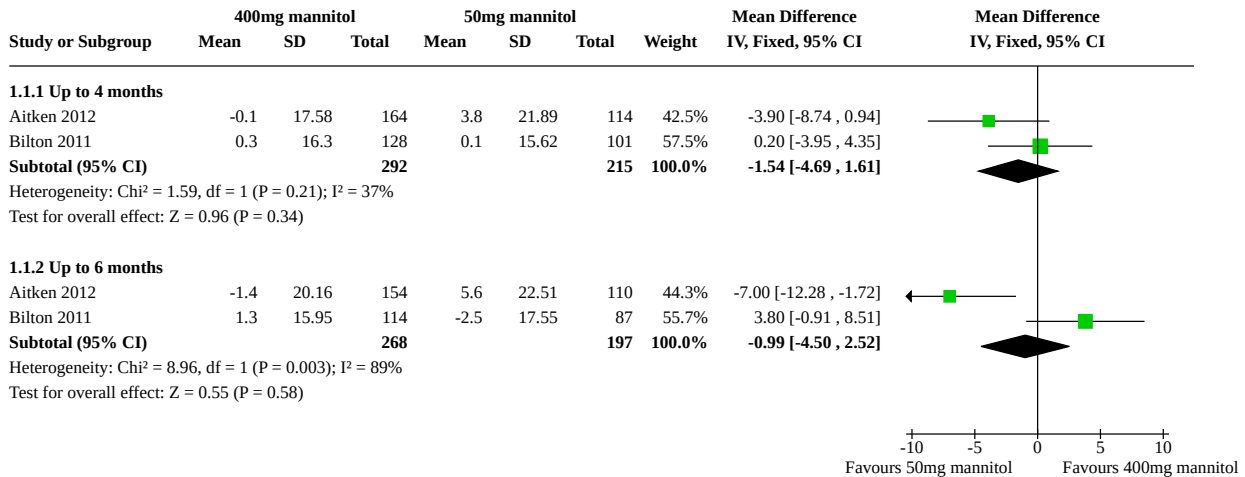 400mg mannitol 50mg mannitol Mean Difference Mean Difference
Study or Subgroup Mean SD Total Mean SD Total Weight IV, Fixed, 95% CI IV, Fixed, 95% CI
1.1.1 Up to 4 months
Aitken 2012 -0.1 17.58 164 3.8 21.89 114 42.5% -3.90 [-8.74 , 0.94]
Bilton 2011 0.3 16.3 128 0.1 15.62 101 57.5% 0.20 [-3.95 , 4.35]
Subtotal (95% CI) 292 215 100.0% -1.54 [-4.69 , 1.61]
Heterogeneity: Chi² = 1.59, df = 1 (P = 0.21); I² = 37%
Test for overall effect: Z = 0.96 (P = 0.34)
1.1.2 Up to 6 months
Aitken 2012 -1.4 20.16 154 5.6 22.51 110 44.3% -7.00 [-12.28 , -1.72]
Bilton 2011 1.3 15.95 114 -2.5 17.55 87 55.7% 3.80 [-0.91 , 8.51]
Subtotal (95% CI) 268 197 100.0% -0.99 [-4.50 , 2.52]
Heterogeneity: Chi² = 8.96, df = 1 (P = 0.003); I² = 89%
Test for overall effect: Z = 0.55 (P = 0.58)
-10 -5 0 5 10
Favours 50mg mannitol Favours 400mg mannitol